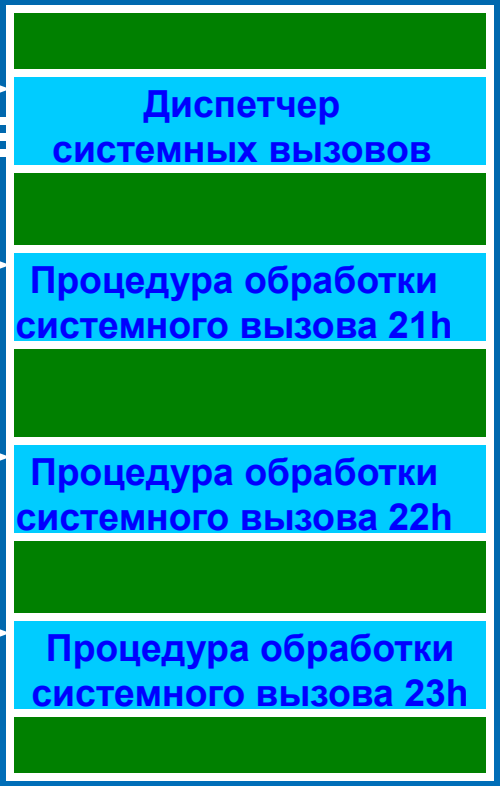 Диспетчер
системных вызовов
Процедура обработки
системного вызова 21h
Процедура обработки
системного вызова 22h
Процедура обработки
системного вызова 23h